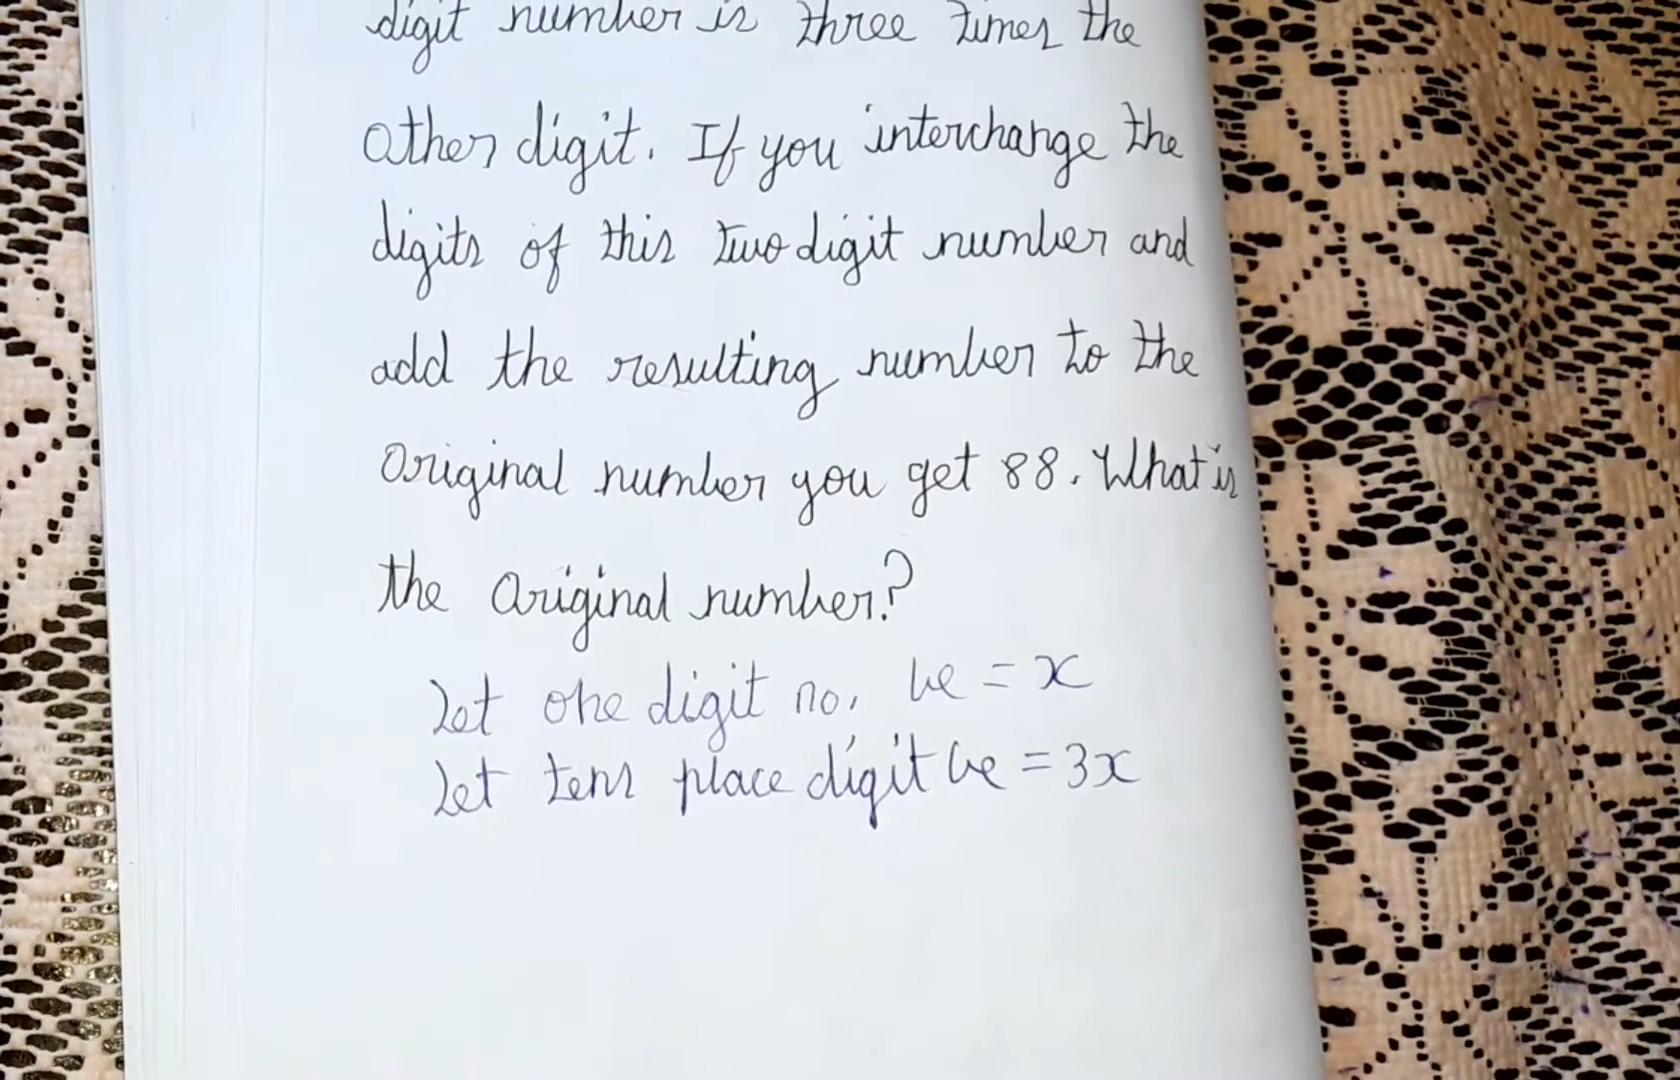 digit number is three times the
other digit. If you interchange the
digits of this two digit number and
add the resulting number to the
original number you get 88. What is
the original number?
Let one digit no. be = x
Let tens place digit be = 3x